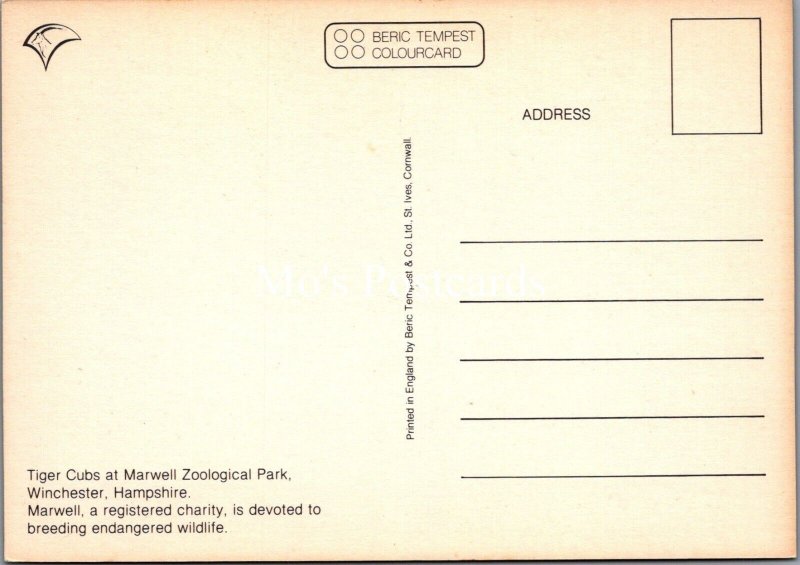 BERIC TEMPEST
COLOURCARD
ADDRESS
Printed in England by Beric Tempest & Co. Ltd., St. Ives, Cornwall.
Mo's Postcards
Tiger Cubs at Marwell Zoological Park,
Winchester, Hampshire.
Marwell, a registered charity, is devoted to
breeding endangered wildlife.